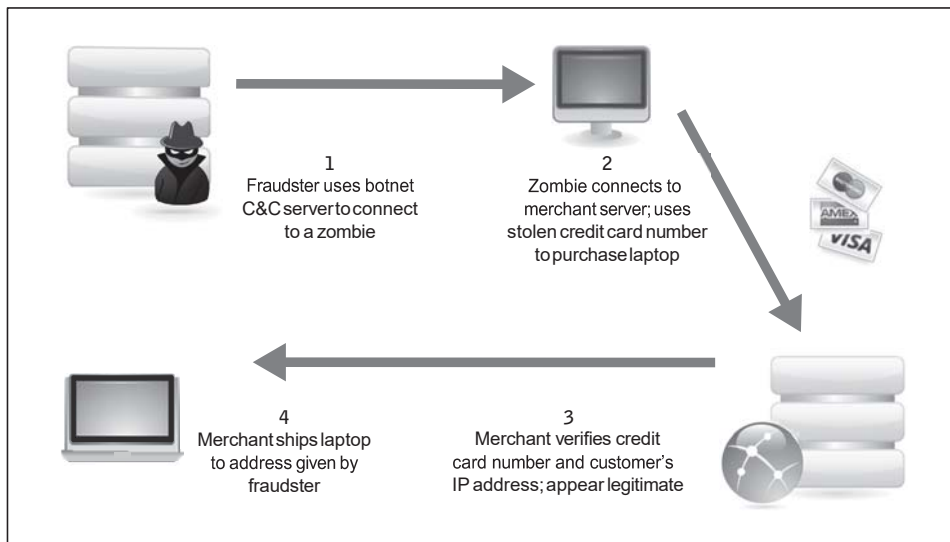 1
Fraudster uses botnet
C&C server to connect
to a zombie
2
Zombie connects to
merchant server; uses
stolen credit card number
to purchase laptop
AMEX
VISA
3
Merchant verifies credit
card number and customer's
IP address; appear legitimate
4
Merchant ships laptop
to address given by
fraudster